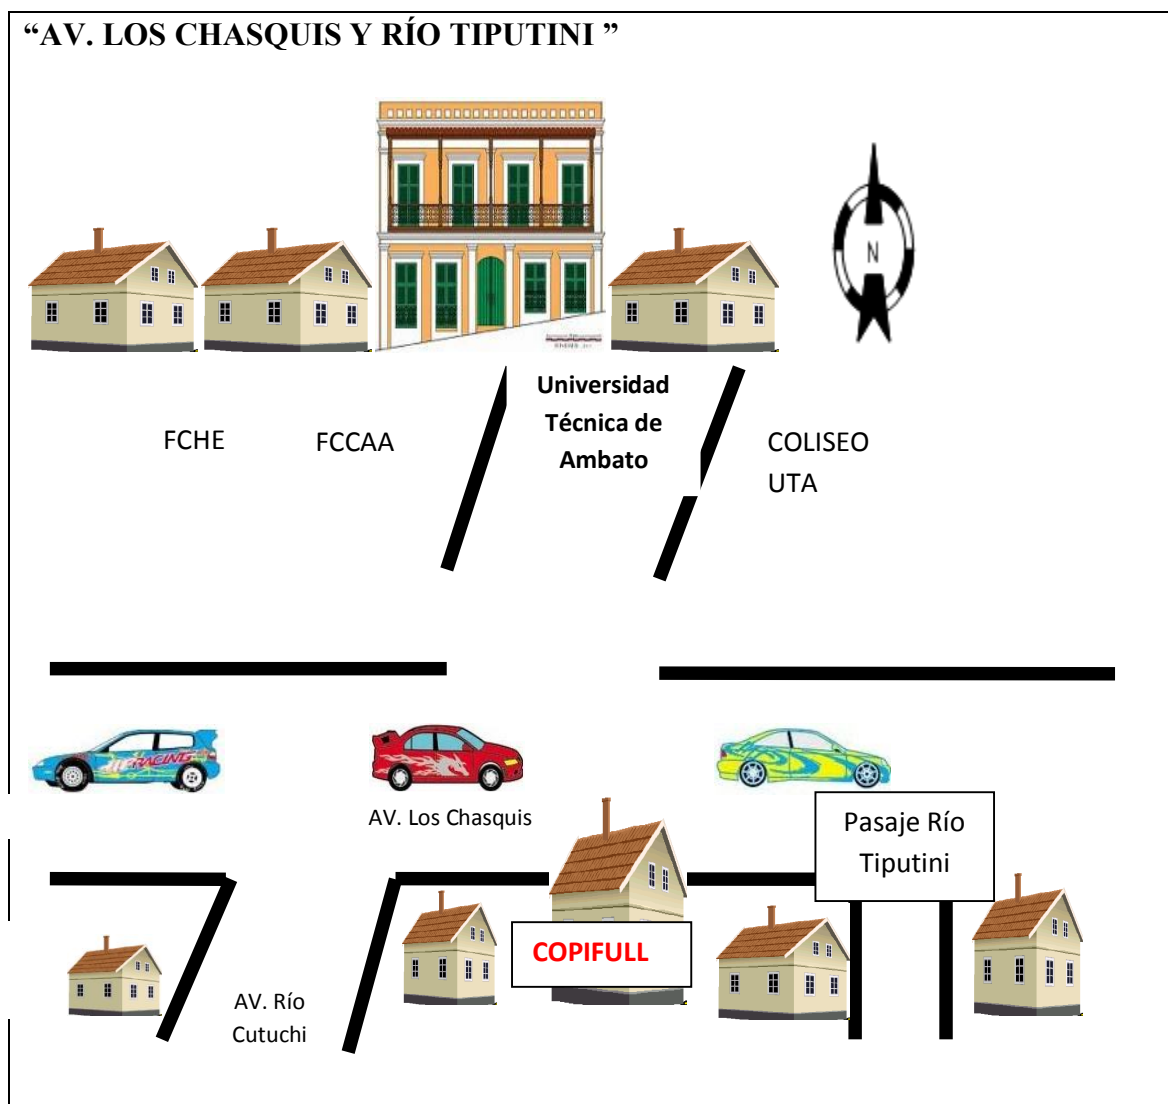 “AV. LOS CHASQUIS Y RÍO TIPUTINI ”
N
Universidad
Técnica de
Ambato
FCHE
FCCAA
COLISEO
UTA
RACING
AV. Los Chasquis
Pasaje Río
Tiputini
COPIFULL
AV. Río
Cutuchi